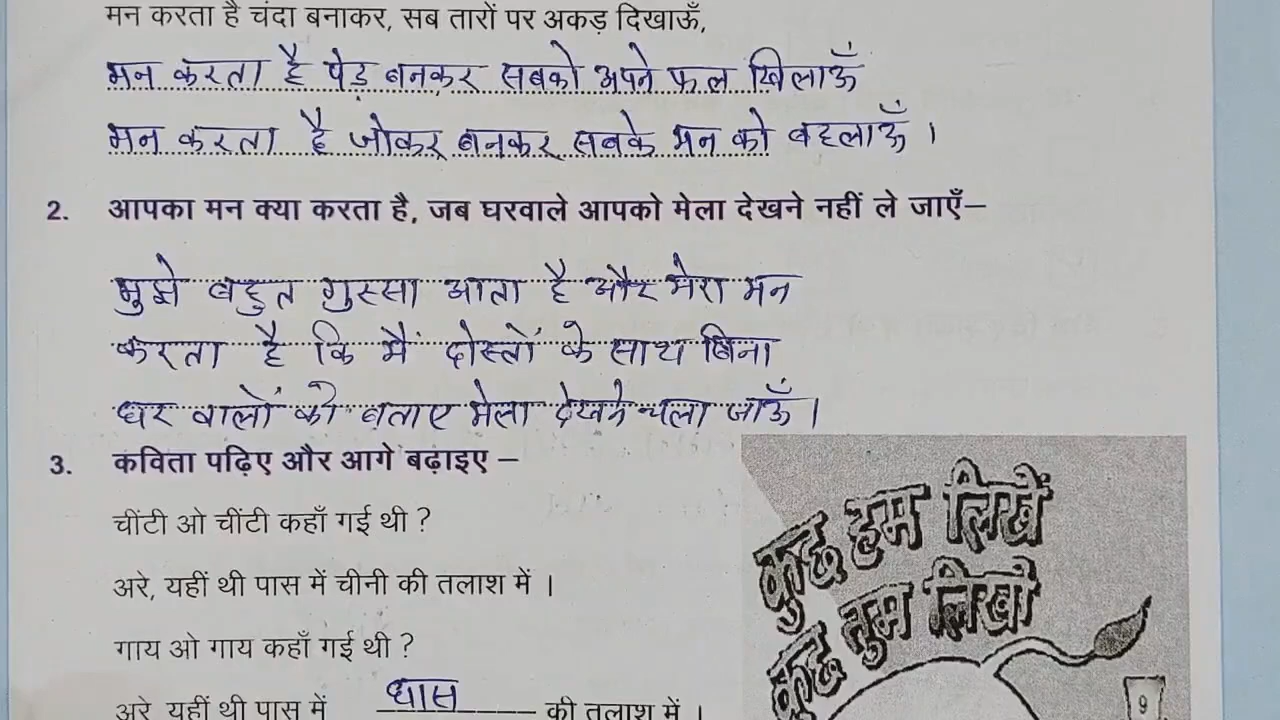 मन करता है चंदा बनाकर, सब तारों पर अकड़ दिखाऊँ,
मन करता है पेड़ बनकर सबको अपने फल खिलाऊँ
मन करता है जोकर बनकर सबके मन को बहलाऊँ ।
2. आपका मन क्या करता है, जब घरवाले आपको मेला देखने नहीं ले जाएँ–
मुझे बहुत गुस्सा आता है और मेरा मन
करता है कि मैं दोस्तों के साथ बिना
घर वालों को बताए मेला देखने चला जाऊँ ।
3. कविता पढ़िए और आगे बढ़ाइए –
चींटी ओ चींटी कहाँ गई थी ?
अरे, यहीं थी पास में चीनी की तलाश में ।
गाय ओ गाय कहाँ गई थी ?
अरे यहीं थी पास में घास की तलाश में ।
कुछ हम लिखें
कुछ तुम लिखो
कुछ
9